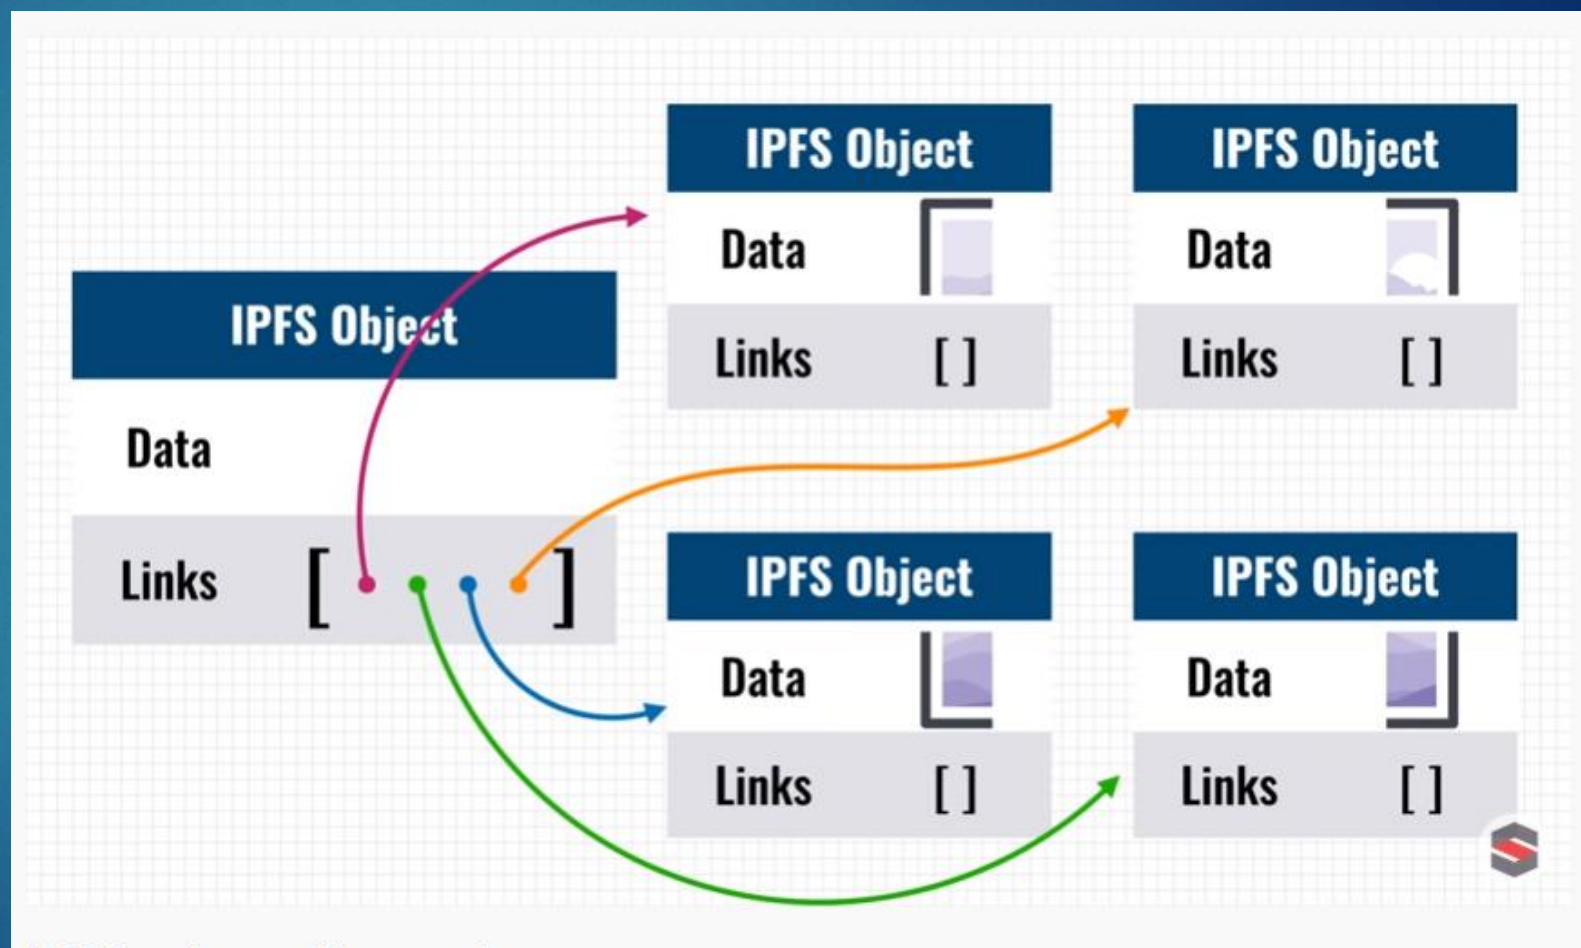 IPFS Object
Data
Links [ ]
IPFS Object
Data
Links [ ]
IPFS Object
Data
Links [ ]
IPFS Object
Data
Links [ ]
IPFS Object
Data
Links [ ]